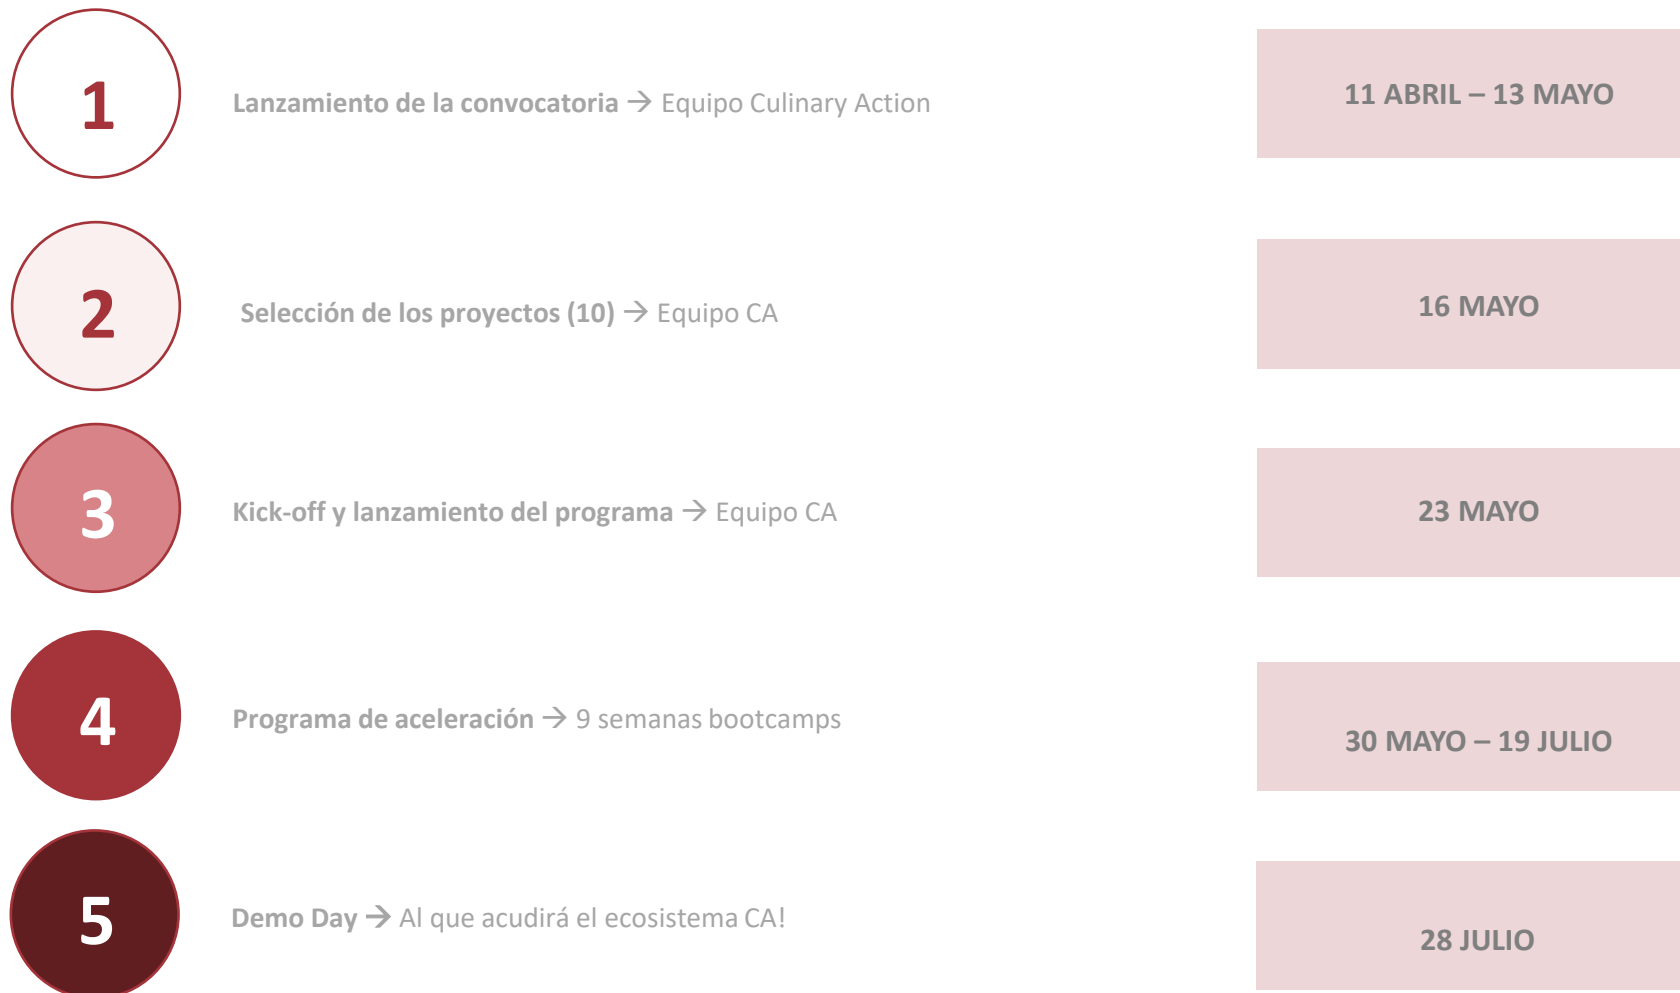 1
Lanzamiento de la convocatoria → Equipo Culinary Action
11 ABRIL – 13 MAYO
2
Selección de los proyectos (10) → Equipo CA
16 MAYO
3
Kick-off y lanzamiento del programa → Equipo CA
23 MAYO
4
Programa de aceleración → 9 semanas bootcamps
30 MAYO – 19 JULIO
5
Demo Day → Al que acudirá el ecosistema CA!
28 JULIO